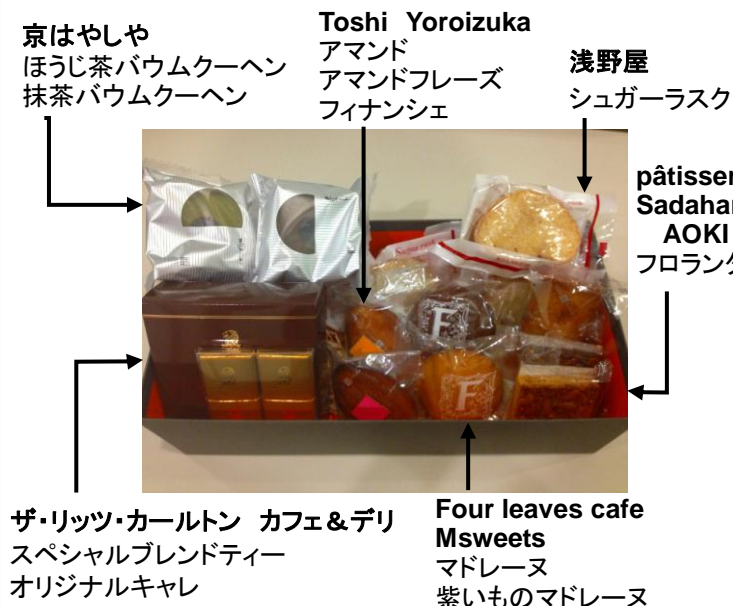 京はやしや
ほうじ茶バウムクーヘン
抹茶バウムクーヘン
Toshi Yoroizuka
アマンド
アマンドフレーズ
フィナンシェ
浅野屋
シュガーラスク
Sadahar
AOKI
F
F
ザ・リッツ・カールトン カフェ＆デリ
スペシャルブレンドティー
オリジナルキャレ
Four leaves cafe
Msweets
マドレーヌ
紫いものマドレーヌ